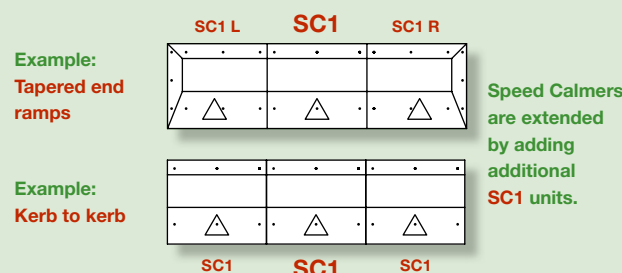 SC1 L SC1 SC1 R
Example:
Tapered end
ramps
Speed Calmers
are extended
by adding
additional
SC1 units.
Example:
Kerb to kerb
SC1 SC1 SC1